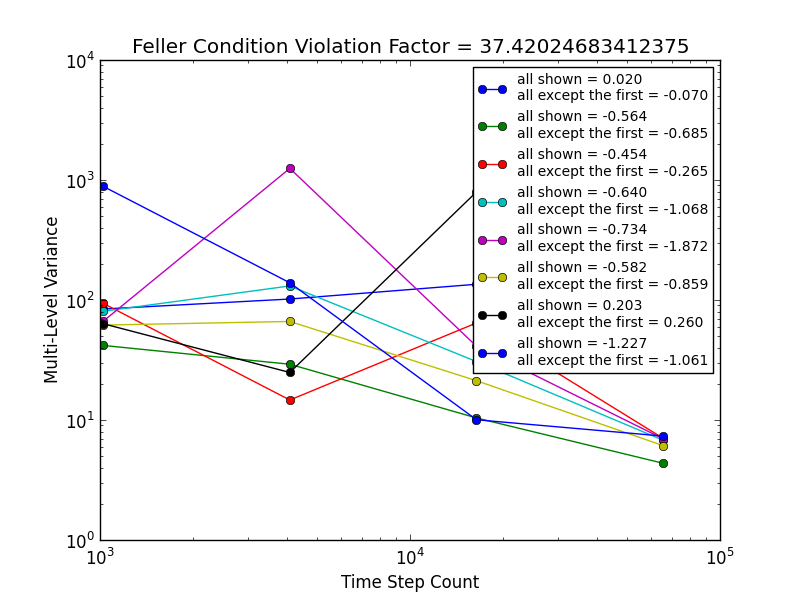 Feller Condition Violation Factor = 37.42024683412375
10^4
10^3
10^2
10^1
10^0
Multi-Level Variance
all shown = 0.020
all except the first = -0.070
all shown = -0.564
all except the first = -0.685
all shown = -0.454
all except the first = -0.265
all shown = -0.640
all except the first = -1.068
all shown = -0.734
all except the first = -1.872
all shown = -0.582
all except the first = -0.859
all shown = 0.203
all except the first = 0.260
all shown = -1.227
all except the first = -1.061
10^3 10^4 10^5
Time Step Count